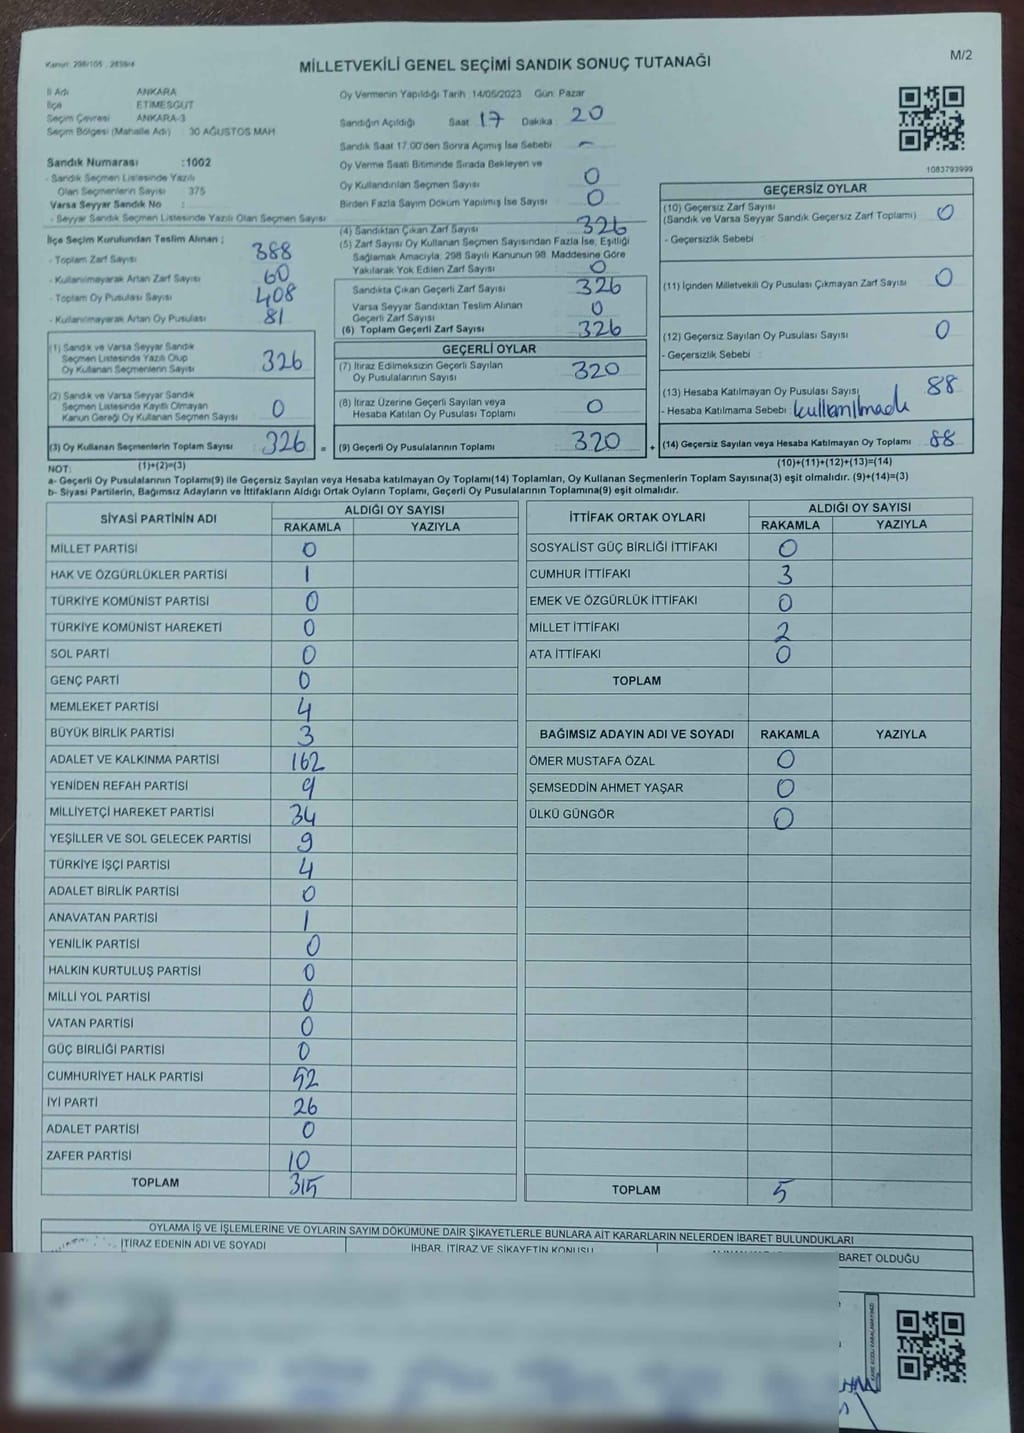 Kanun: 298/105 , 2839/4
MİLLETVEKİLİ GENEL SEÇİMİ SANDIK SONUÇ TUTANAĞI
M/2
İl Adı ANKARA
İlçe ETİMESGUT
Seçim Çevresi ANKARA-3
Seçim Bölgesi (Mahalle Adı) 30 AĞUSTOS MAH
Sandık Numarası :1002
- Sandık Seçmen Listesinde Yazılı
Olan Seçmenlerin Sayısı : 375
Varsa Seyyar Sandık No :
- Seyyar Sandık Seçmen Listesinde Yazılı Olan Seçmen Sayısı
İlçe Seçim Kurulundan Teslim Alınan ;
- Toplam Zarf Sayısı 388
- Kullanılmayarak Artan Zarf Sayısı 60
- Toplam Oy Pusulası Sayısı 408
- Kullanılmayarak Artan Oy Pusulası 81
Oy Vermenin Yapıldığı Tarih :14/05/2023 Gün: Pazar
Sandığın Açıldığı Saat 17 Dakika : 20
Sandık Saat 17.00'den Sonra Açımış İse Sebebi -
Oy Verme Saati Bitiminde Sırada Bekleyen ve
Oy Kullandırılan Seçmen Sayısı 0
Birden Fazla Sayım Döküm Yapılmış İse Sayısı 0
(4) Sandıktan Çıkan Zarf Sayısı 326
(5) Zarf Sayısı Oy Kullanan Seçmen Sayısından Fazla İse, Eşitliği
Sağlamak Amacıyla, 298 Sayılı Kanunun 98. Maddesine Göre
Yakılarak Yok Edilen Zarf Sayısı 0
Sandıkta Çıkan Geçerli Zarf Sayısı 326
Varsa Seyyar Sandıktan Teslim Alınan
Geçerli Zarf Sayısı 0
(6) Toplam Geçerli Zarf Sayısı 326
1083793999
GEÇERSİZ OYLAR
(10) Geçersiz Zarf Sayısı 0
(Sandık ve Varsa Seyyar Sandık Geçersiz Zarf Toplamı)
- Geçersizlik Sebebi
(11) İçinden Milletvekili Oy Pusulası Çıkmayan Zarf Sayısı 0
(12) Geçersiz Sayılan Oy Pusulası Sayısı 0
- Geçersizlik Sebebi
(13) Hesaba Katılmayan Oy Pusulası Sayısı 88
- Hesaba Katılmama Sebebi : kullanılmadı
(14) Geçersiz Sayılan veya Hesaba Katılmayan Oy Toplamı 88
(10)+(11)+(12)+(13)=(14)
(1) Sandık ve Varsa Seyyar Sandık
Seçmen Listesinde Yazılı Olup
Oy Kullanan Seçmenlerin Sayısı 326
(2) Sandık ve Varsa Seyyar Sandık
Seçmen Listesinde Kayıtlı Olmayan
Kanun Gereği Oy Kullanan Seçmen Sayısı 0
(3) Oy Kullanan Seçmenlerin Toplam Sayısı 326 =
(1)+(2)=(3)
GEÇERLİ OYLAR
(7) İtiraz Edilmeksizin Geçerli Sayılan
Oy Pusulalarının Sayısı 320
(8) İtiraz Üzerine Geçerli Sayılan veya
Hesaba Katılan Oy Pusulası Toplamı 0
(9) Geçerli Oy Pusulalarının Toplamı 320 +
NOT:
a- Geçerli Oy Pusulalarının Toplamı(9) ile Geçersiz Sayılan veya Hesaba katılmayan Oy Toplamı(14) Toplamları, Oy Kullanan Seçmenlerin Toplam Sayısına(3) eşit olmalıdır. (9)+(14)=(3)
b- Siyasi Partilerin, Bağımsız Adayların ve İttifakların Aldığı Ortak Oyların Toplamı, Geçerli Oy Pusulalarının Toplamına(9) eşit olmalıdır.
SİYASİ PARTİNİN ADI ALDIĞI OY SAYISI
RAKAMLA YAZIYLA
MİLLET PARTİSİ 0
HAK VE ÖZGÜRLÜKLER PARTİSİ 1
TÜRKİYE KOMÜNİST PARTİSİ 0
TÜRKİYE KOMÜNİST HAREKETİ 0
SOL PARTİ 0
GENÇ PARTİ 0
MEMLEKET PARTİSİ 4
BÜYÜK BİRLİK PARTİSİ 3
ADALET VE KALKINMA PARTİSİ 162
YENİDEN REFAH PARTİSİ 9
MİLLİYETÇİ HAREKET PARTİSİ 34
YEŞİLLER VE SOL GELECEK PARTİSİ 9
TÜRKİYE İŞÇİ PARTİSİ 4
ADALET BİRLİK PARTİSİ 0
ANAVATAN PARTİSİ 1
YENİLİK PARTİSİ 0
HALKIN KURTULUŞ PARTİSİ 0
MİLLİ YOL PARTİSİ 0
VATAN PARTİSİ 0
GÜÇ BİRLİĞİ PARTİSİ 0
CUMHURİYET HALK PARTİSİ 52
İYİ PARTİ 26
ADALET PARTİSİ 0
ZAFER PARTİSİ 10
TOPLAM 315
İTTİFAK ORTAK OYLARI ALDIĞI OY SAYISI
RAKAMLA YAZIYLA
SOSYALİST GÜÇ BİRLİĞİ İTTİFAKI 0
CUMHUR İTTİFAKI 3
EMEK VE ÖZGÜRLÜK İTTİFAKI 0
MİLLET İTTİFAKI 2
ATA İTTİFAKI 0
TOPLAM
BAĞIMSIZ ADAYIN ADI VE SOYADI RAKAMLA YAZIYLA
ÖMER MUSTAFA ÖZAL 0
ŞEMSEDDİN AHMET YAŞAR 0
ÜLKÜ GÜNGÖR 0
TOPLAM 5
OYLAMA İŞ VE İŞLEMLERİNE VE OYLARIN SAYIM DÖKÜMÜNE DAİR ŞİKAYETLERLE BUNLARA AİT KARARLARIN NELERDEN İBARET BULUNDUKLARI
İTİRAZ EDENİN ADI VE SOYADI İHBAR, İTİRAZ VE ŞİKAYETİN KONUSU İBARET OLDUĞU